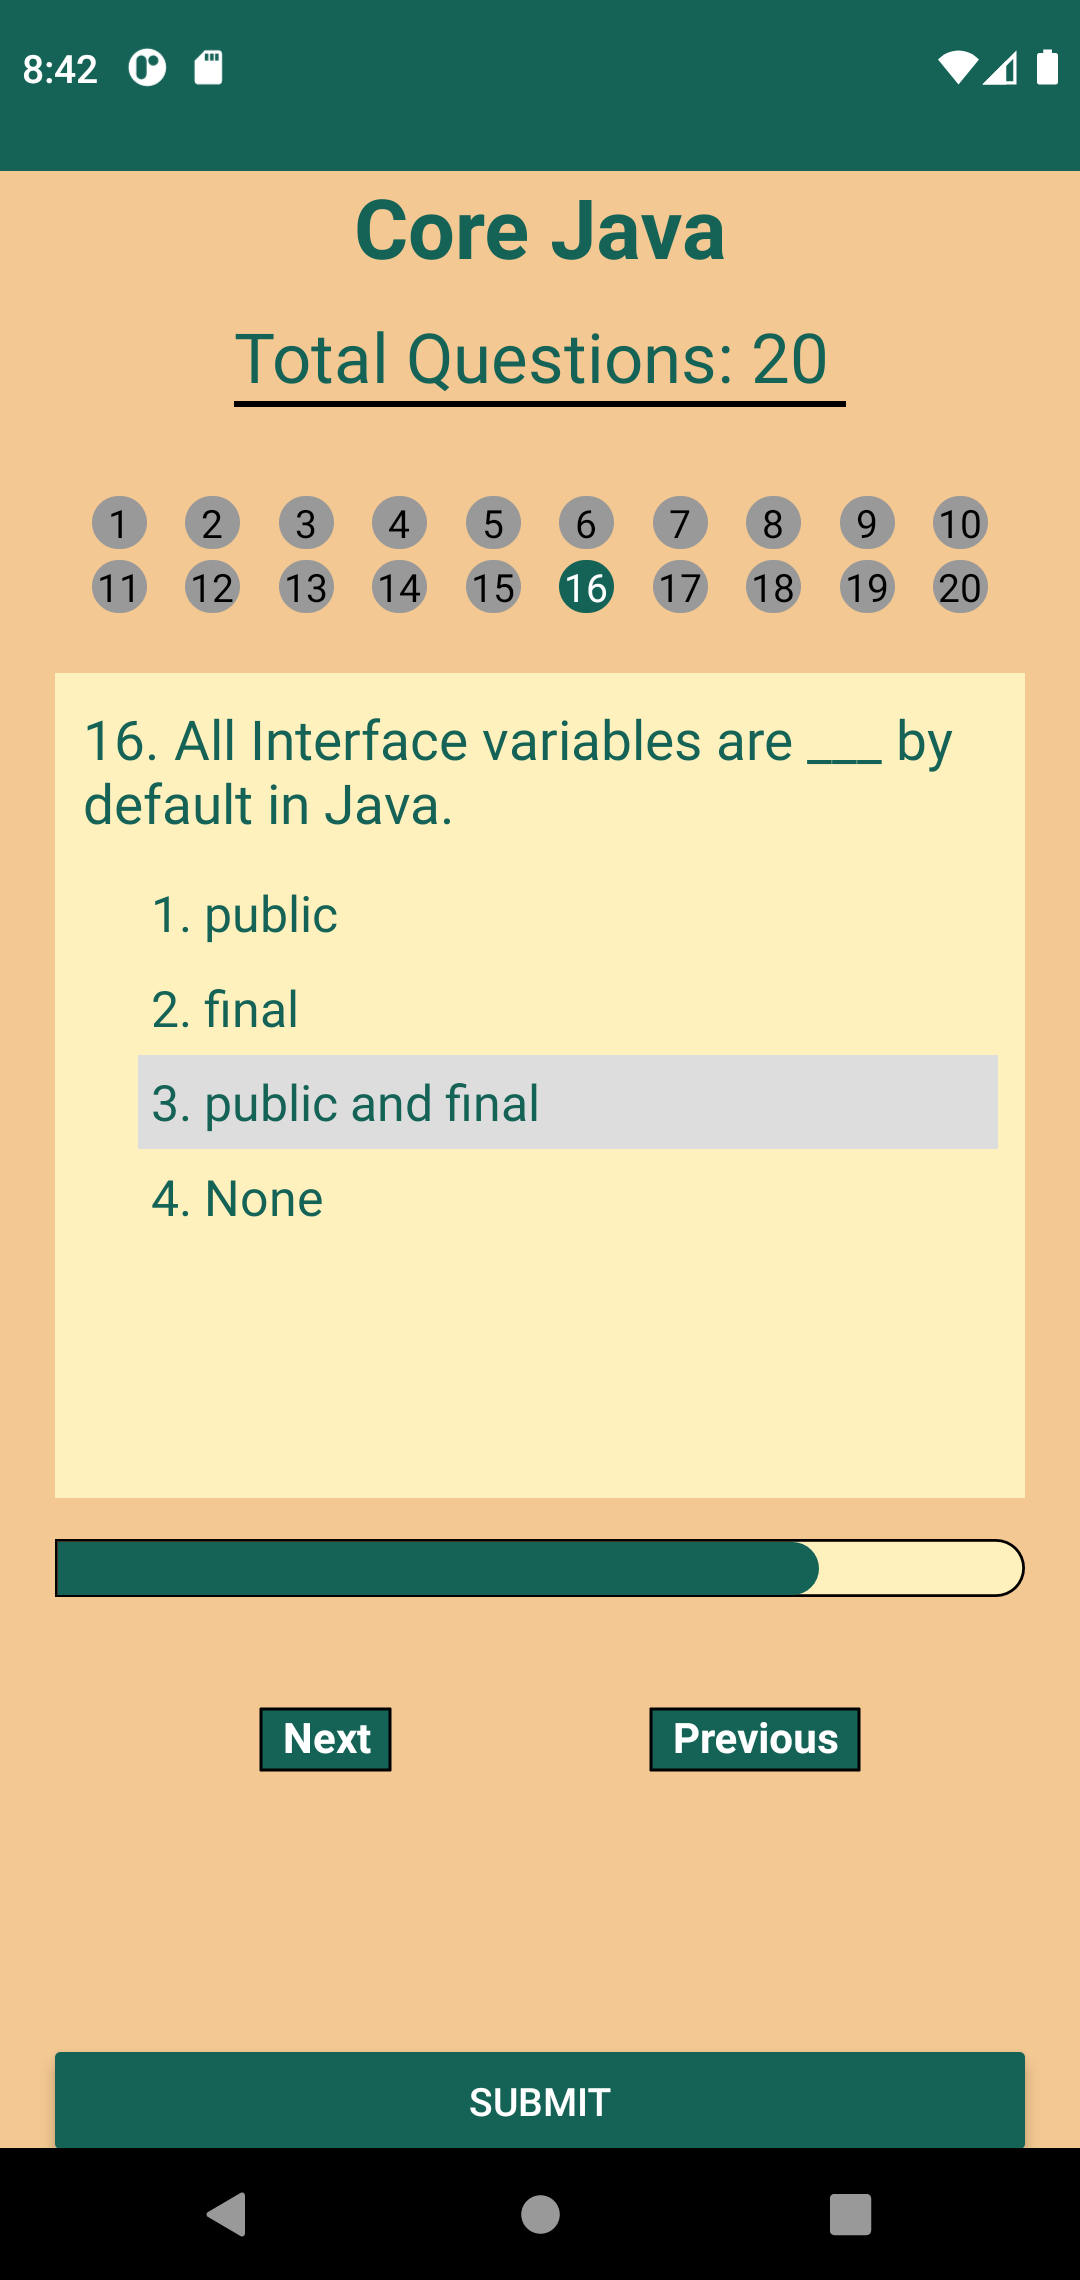 8:42
Core Java
Total Questions: 20
1 2 3 4 5 6 7 8 9 10
11 12 13 14 15 16 17 18 19 20
16. All Interface variables are ___ by
default in Java.
1. public
2. final
3. public and final
4. None
Next Previous
SUBMIT